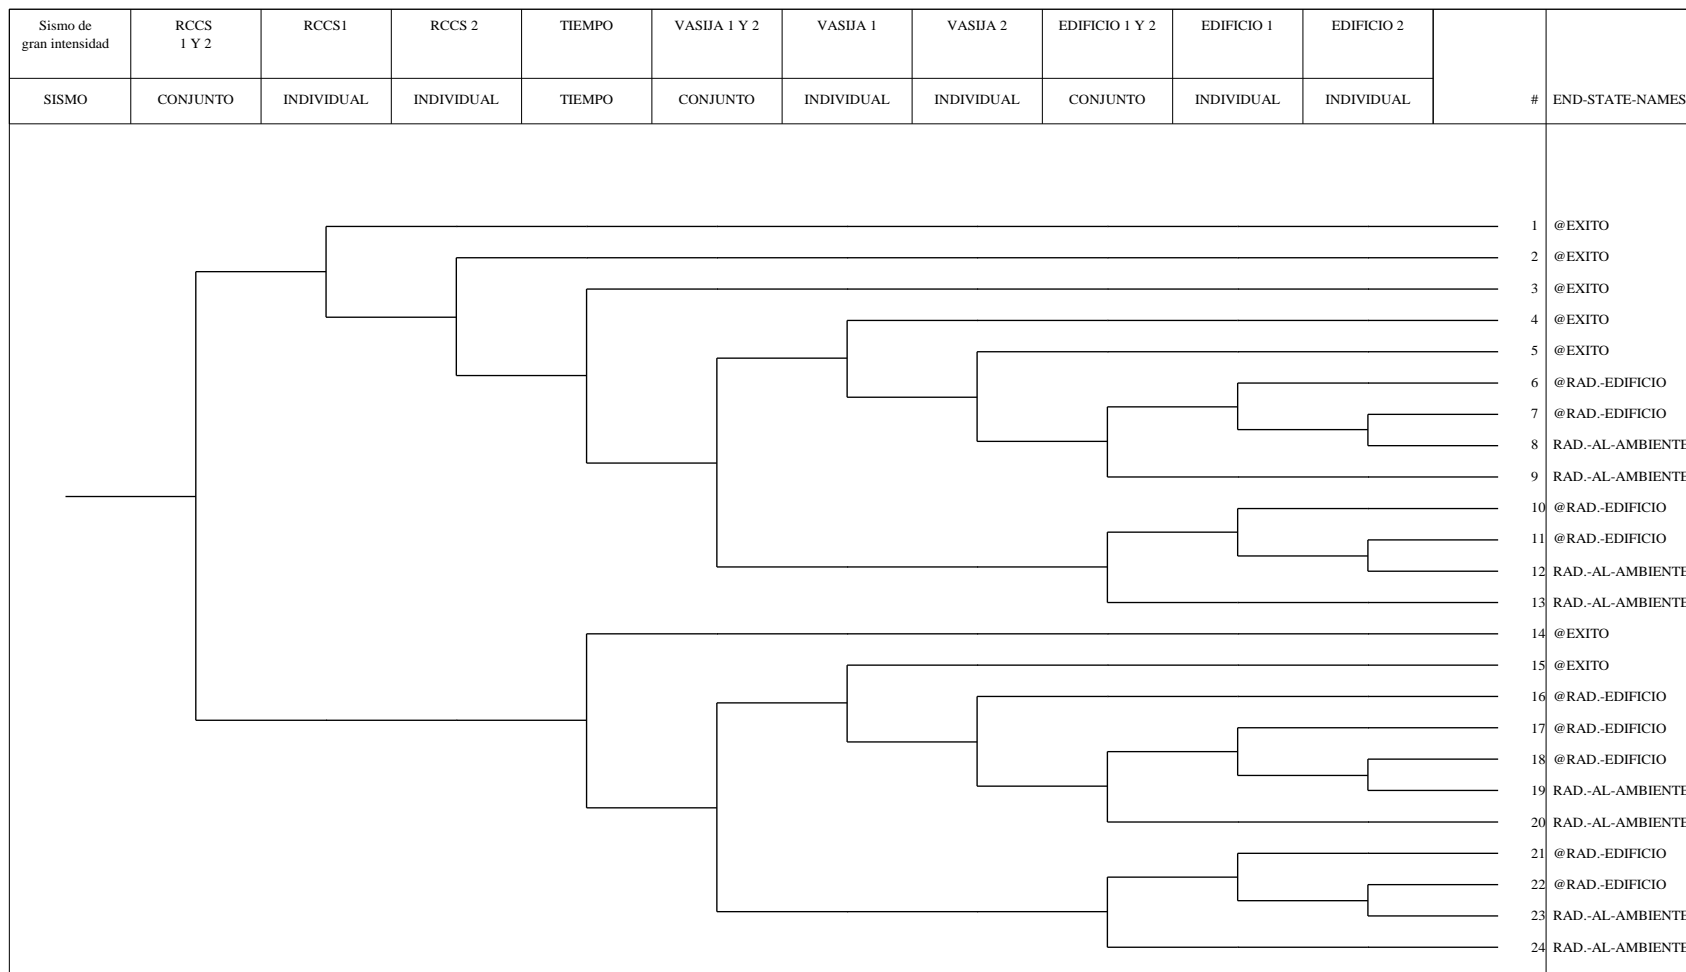 Sismo de
gran intensidad
RCCS
1 Y 2
RCCS1
RCCS 2
TIEMPO
VASIJA 1 Y 2
VASIJA 1
VASIJA 2
EDIFICIO 1 Y 2
EDIFICIO 1
EDIFICIO 2
SISMO
CONJUNTO
INDIVIDUAL
INDIVIDUAL
TIEMPO
CONJUNTO
INDIVIDUAL
INDIVIDUAL
CONJUNTO
INDIVIDUAL
INDIVIDUAL
# END-STATE-NAMES
1 @EXITO
2 @EXITO
3 @EXITO
4 @EXITO
5 @EXITO
6 @RAD.-EDIFICIO
7 @RAD.-EDIFICIO
8 RAD.-AL-AMBIENTE
9 RAD.-AL-AMBIENTE
10 @RAD.-EDIFICIO
11 @RAD.-EDIFICIO
12 RAD.-AL-AMBIENTE
13 RAD.-AL-AMBIENTE
14 @EXITO
15 @EXITO
16 @RAD.-EDIFICIO
17 @RAD.-EDIFICIO
18 @RAD.-EDIFICIO
19 RAD.-AL-AMBIENTE
20 RAD.-AL-AMBIENTE
21 @RAD.-EDIFICIO
22 @RAD.-EDIFICIO
23 RAD.-AL-AMBIENTE
24 RAD.-AL-AMBIENTE